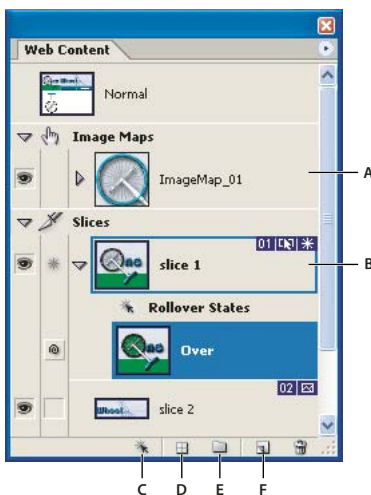 Web Content
Normal
Image Maps
ImageMap_01
A
Slices
01
slice 1
B
Rollover States
Over
02
slice 2
C D E F